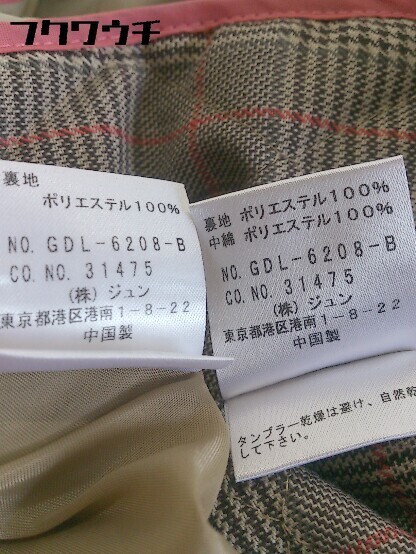 フクワウチ
裏地
ポリエステル100%
NO. GDL-6208-B
CO. NO. 31475
(株) ジュン
東京都港区港南1-8-22
中国製
裏地 ポリエステル100%
中綿 ポリエステル100%
NO. GDL-6208-B
CO. NO. 31475
(株) ジュン
東京都港区港南1-8-22
中国製
タンブラー乾燥は避け、自然乾
して下さい。